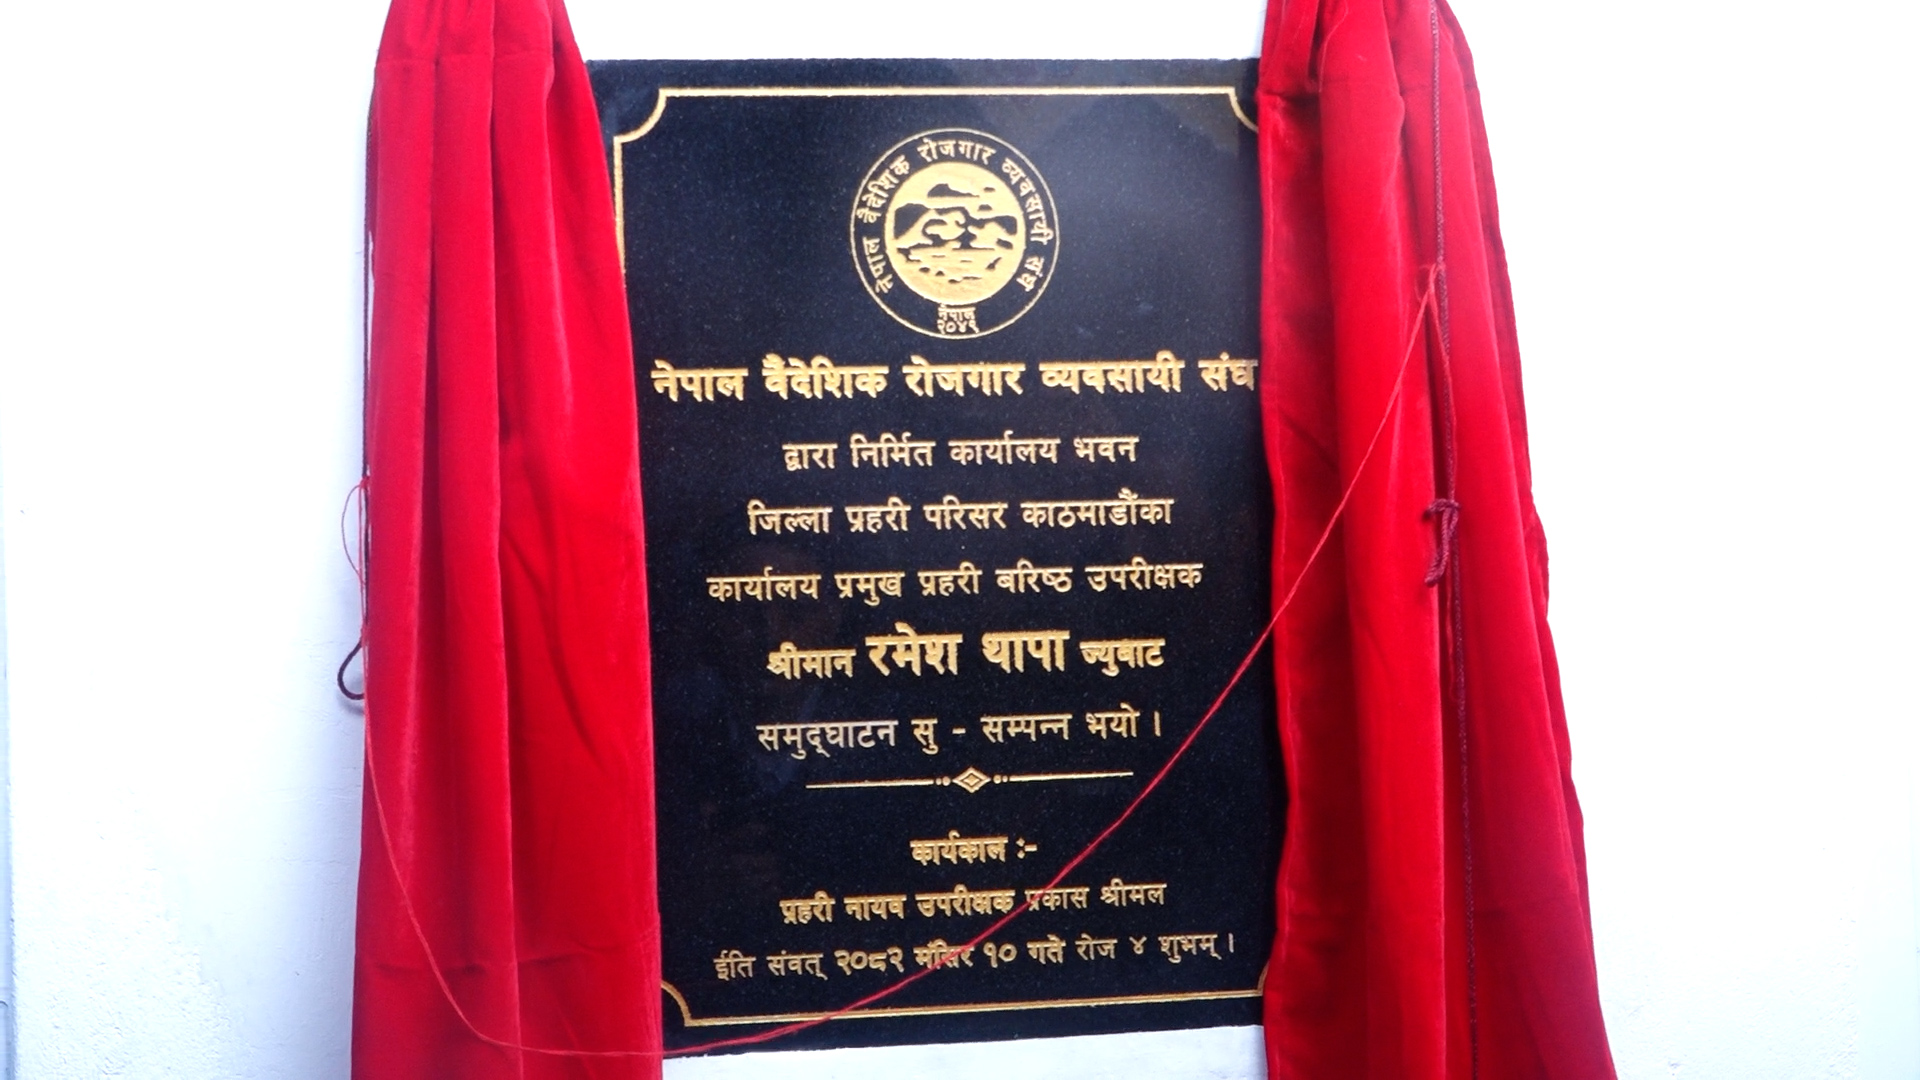 नेपाल वैदेशिक रोजगार व्यवसायी संघ
नेपाल
२०४९
नेपाल वैदेशिक रोजगार व्यवसायी संघ
द्वारा निर्मित कार्यालय भवन
जिल्ला प्रहरी परिसर काठमाडौंका
कार्यालय प्रमुख प्रहरी बरिष्ठ उपरीक्षक
श्रीमान रमेश थापा ज्युबाट
समुद्घाटन सु - सम्पन्न भयो ।
कार्यकाल :-
प्रहरी नायव उपरीक्षक प्रकास श्रीमल
ईति संवत् २०८२ मंसिर १० गते रोज ४ शुभम् ।